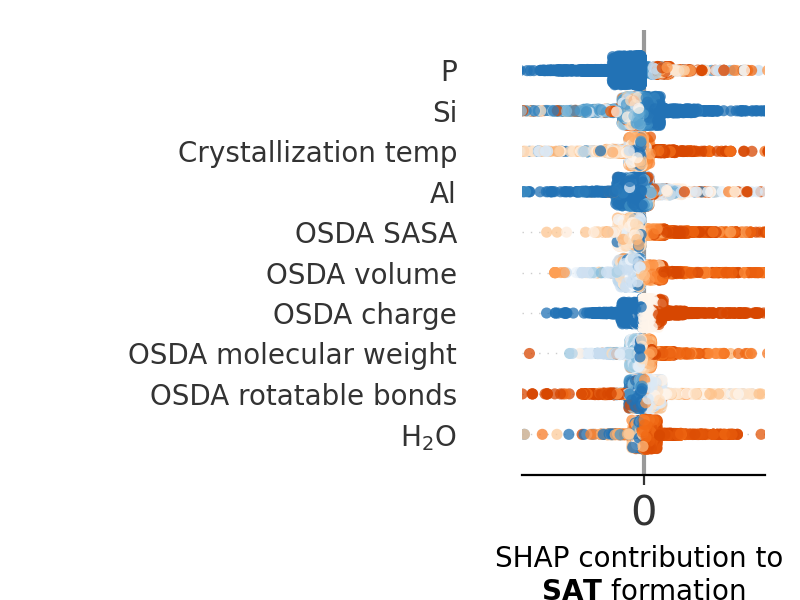 P
Si
Crystallization temp
Al
OSDA SASA
OSDA volume
OSDA charge
OSDA molecular weight
OSDA rotatable bonds
H₂O
0
SHAP contribution to
SAT formation